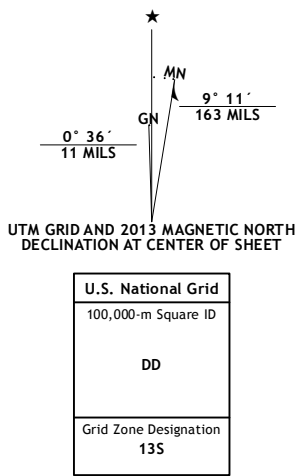 ★
MN
GN
9° 11´
163 MILS
0° 36´
11 MILS
UTM GRID AND 2013 MAGNETIC NORTH
DECLINATION AT CENTER OF SHEET
U.S. National Grid
100,000-m Square ID
DD
Grid Zone Designation
13S